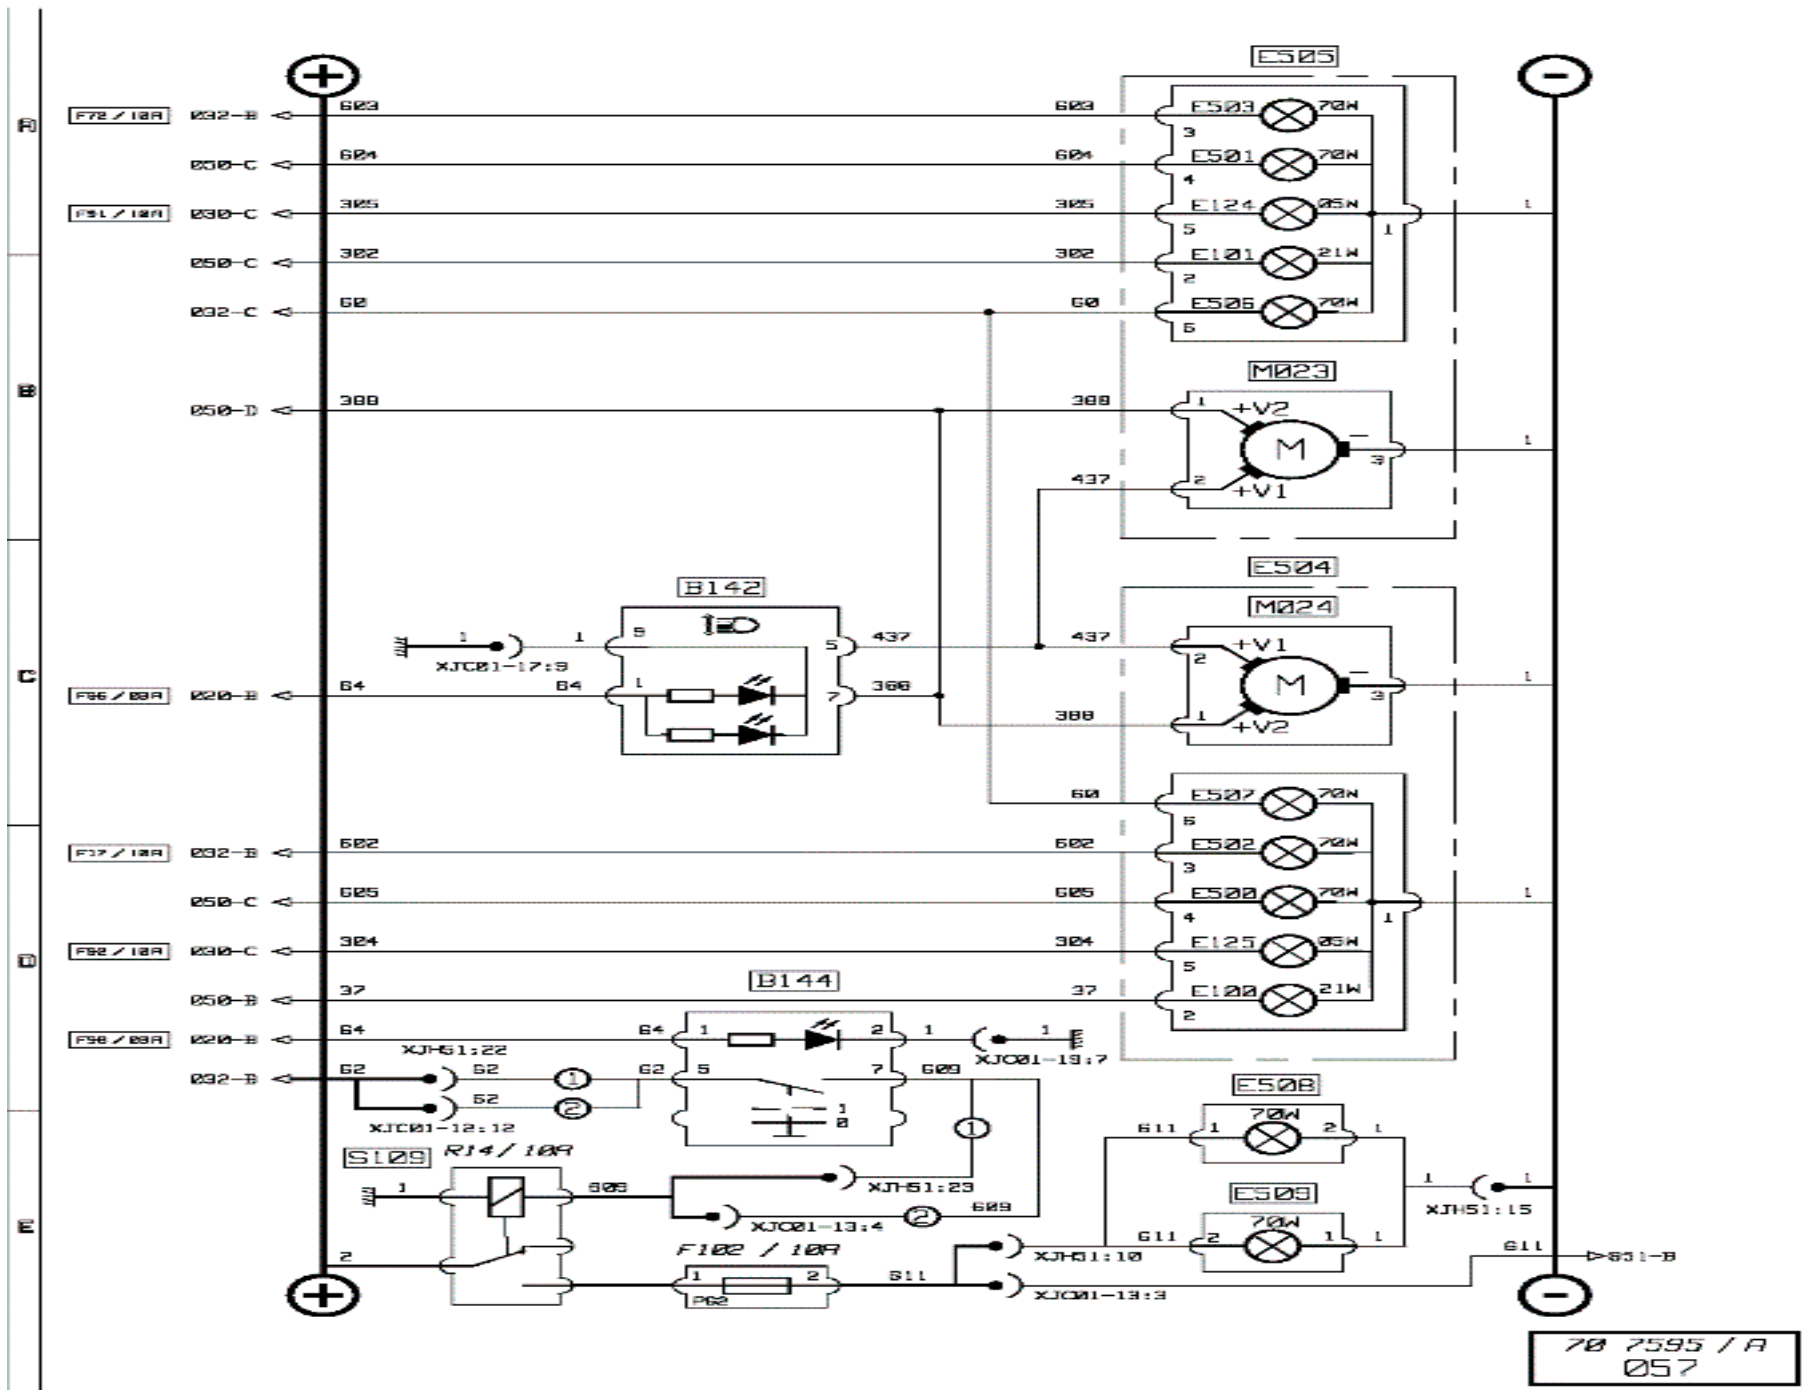 E505
A F72 / 10A 032-B 603 603 E503 70W
3
050-C 604 604 E501 70W
4
F91 / 10A 030-C 305 305 E124 05W 1
5 1
050-C 302 302 E101 21W
2
032-C 60 60 E506 70W
6
M023
B 050-D 388 388 1 +V2
M 3 1
437 2 +V1
E504
B142 M024
1 1 9 5 437 437 2 +V1
XJC01-17:9
C M 3 1
F96 / 08A 020-B 64 64 1 7 388
388 1 +V2
60 E507 70W
6
F17 / 10A 032-B 602 602 E502 70W
3
050-C 605 605 E500 70W 1
4 1
D F92 / 10A 030-C 304 304 E125 05W
5
B144
050-B 37 37 E100 21W
2
F98 / 08A 020-B 64 64 1 2 1 1
XJH51:22 XJC01-19:7
032-B 62 62 1 62 5 7 609
62 2 1
0
XJC01-12:12
E508
70W
1 611 1 2 1
S109 R14 / 10A
1 609 XJH51:23 1 1
E509 XJH51:15
E XJC01-13:4 2 609
70W
F102 / 10A 611 2 1 1
XJH51:10
2 611 831-B
1 2 611
P62 XJC01-13:3
70 7595 / A
057